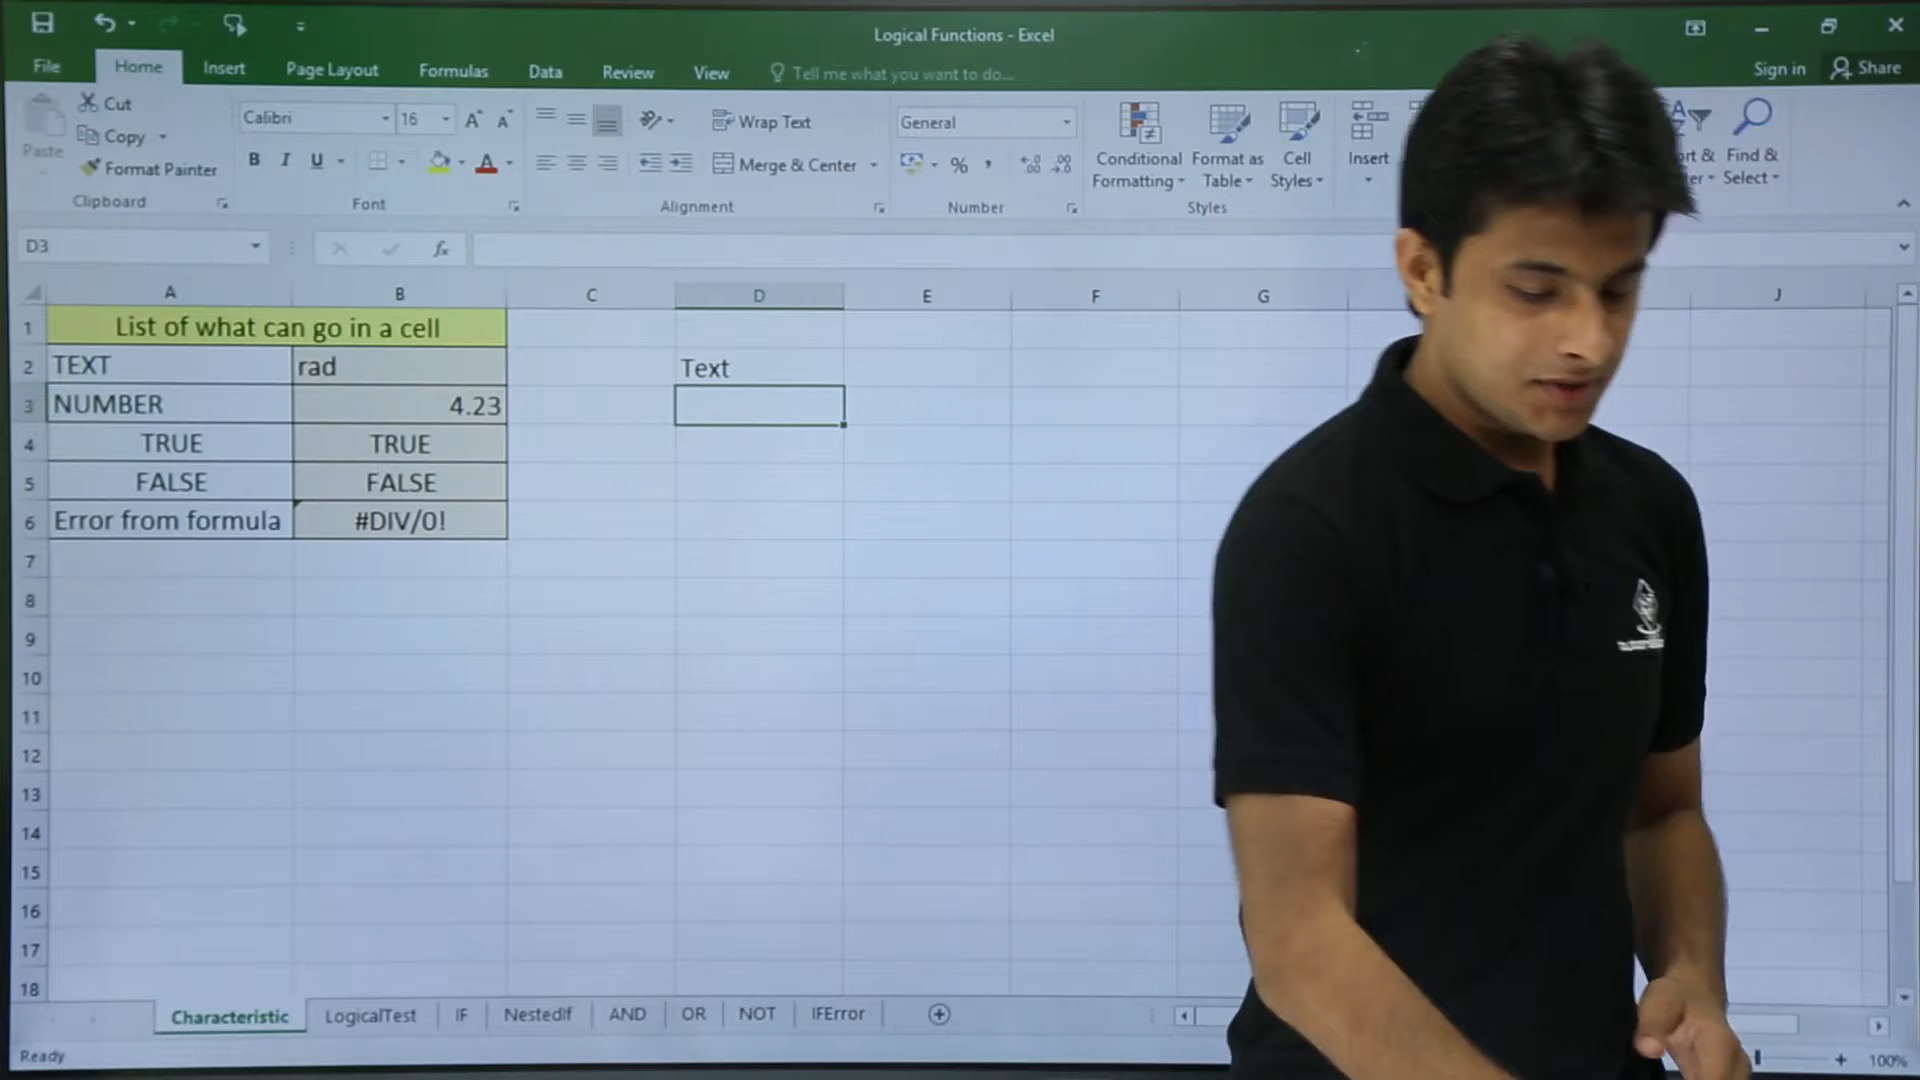 Logical Functions - Excel
File Home Insert Page Layout Formulas Data Review View Tell me what you want to do... Sign in Share
Paste
Cut
Copy
Format Painter
Clipboard
Calibri 16
B I U
Font
Wrap Text
Merge & Center
Alignment
General
%
Number
Conditional Formatting
Format as Table
Cell Styles
Styles
Insert
Find & Select
D3 fx
A B C D E F G J
1 List of what can go in a cell
2 TEXT rad Text
3 NUMBER 4.23
4 TRUE TRUE
5 FALSE FALSE
6 Error from formula #DIV/0!
7
8
9
10
11
12
13
14
15
16
17
18
Characteristic LogicalTest IF NestedIf AND OR NOT IFError
Ready 100%